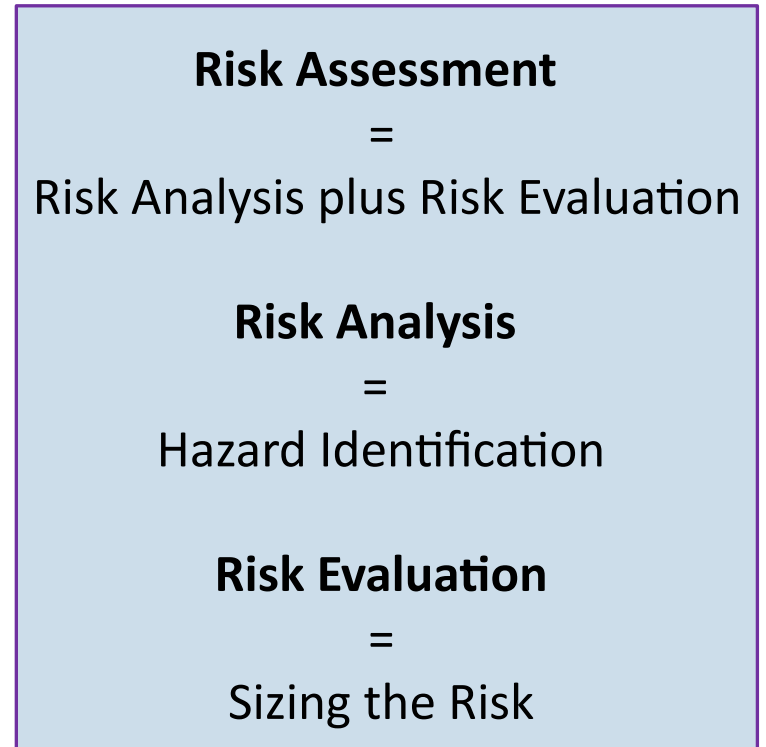 Risk Assessment
=
Risk Analysis plus Risk Evaluation
Risk Analysis
=
Hazard Identification
Risk Evaluation
=
Sizing the Risk